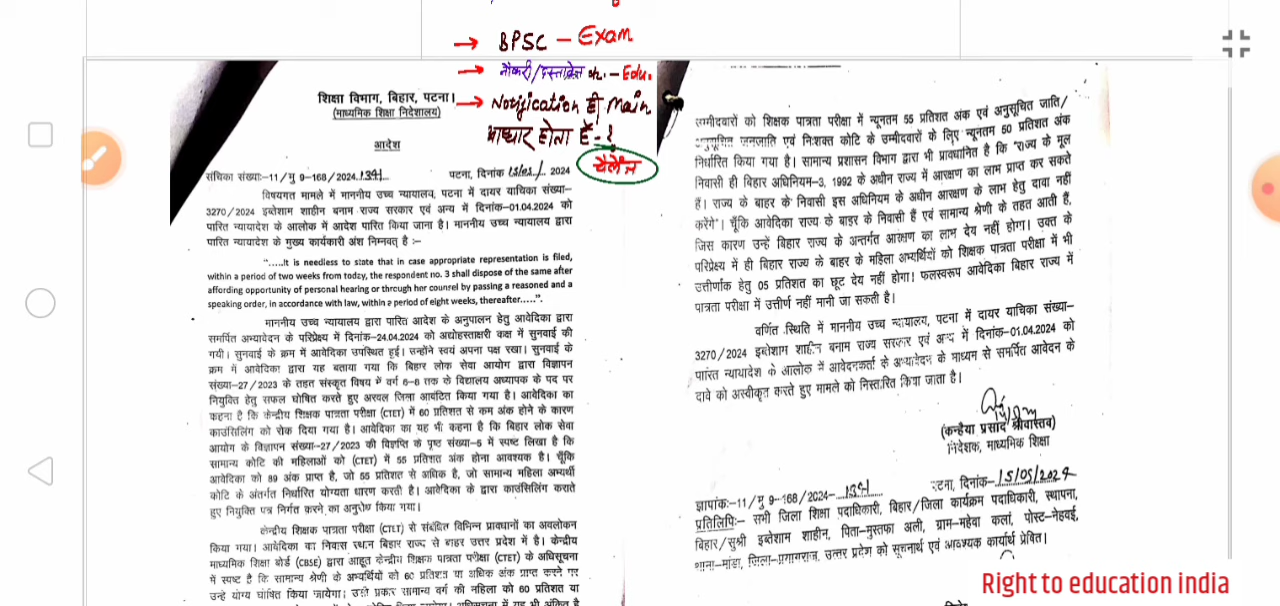 → BPSC – Exam
→ नौकरी/दस्तावेज - Edu.
→ Notification ही Main
आधार होता है-?
चैलेंज
शिक्षा विभाग, बिहार, पटना।
(माध्यमिक शिक्षा निदेशालय)
आदेश
संचिका संख्या:-11/मु 9-168/2024 1391 पटना, दिनांक 15/05/ 2024
विषयगत मामले में माननीय उच्च न्यायालय, पटना में दायर याचिका संख्या-
3270/2024 इब्तेशाम शाहीन बनाम राज्य सरकार एवं अन्य में दिनांक-01.04.2024 को
पारित न्यायादेश के आलोक में आदेश पारित किया जाना है। माननीय उच्च न्यायालय द्वारा
पारित न्यायादेश के मुख्य कार्यकारी अंश निम्नवत् है :-
".....It is needless to state that in case appropriate representation is filed,
within a period of two weeks from today, the respondent no. 3 shall dispose of the same after
affording opportunity of personal hearing or through her counsel by passing a reasoned and a
speaking order, in accordance with law, within a period of eight weeks, thereafter.....".
माननीय उच्च न्यायालय द्वारा पारित आदेश के अनुपालन हेतु आवेदिका द्वारा
समर्पित अभ्यावेदन के परिप्रेक्ष्य में दिनांक-24.04.2024 को अधोहस्ताक्षरी कक्ष में सुनवाई की
गयी। सुनवाई के क्रम में आवेदिका उपस्थित हुई। उन्होंने स्वयं अपना पक्ष रखा। सुनवाई के
क्रम में आवेदिका द्वारा यह बताया गया कि बिहार लोक सेवा आयोग द्वारा विज्ञापन
संख्या-27/2023 के तहत संस्कृत विषय में वर्ग 6-8 तक के विद्यालय अध्यापक के पद पर
नियुक्ति हेतु सफल घोषित करते हुए अरवल जिला आवंटित किया गया है। आवेदिका का
कहना है कि केन्द्रीय शिक्षक पात्रता परीक्षा (CTET) में 60 प्रतिशत से कम अंक होने के कारण
काउंसिलिंग को रोक दिया गया है। आवेदिका का यह भी कहना है कि बिहार लोक सेवा
आयोग के विज्ञापन संख्या-27/2023 की विज्ञप्ति के पृष्ठ संख्या-5 में स्पष्ट लिखा है कि
सामान्य कोटि की महिलाओं को (CTET) में 55 प्रतिशत अंक होना आवश्यक है। चूँकि
आवेदिका को 89 अंक प्राप्त है, जो 55 प्रतिशत से अधिक है, जो सामान्य महिला अभ्यर्थी
कोटि के अंतर्गत निर्धारित योग्यता धारण करती है। आवेदिका के द्वारा काउंसलिंग कराते
हुए नियुक्ति पत्र निर्गत करने का अनुरोध किया गया।
केन्द्रीय शिक्षक पात्रता परीक्षा (CTET) से संबंधित विभिन्न प्रावधानों का अवलोकन
किया गया। आवेदिका का निवास स्थान बिहार राज्य से बाहर उत्तर प्रदेश में है। केन्द्रीय
माध्यमिक शिक्षा बोर्ड (CBSE) द्वारा आहूत केन्द्रीय शिक्षक पात्रता परीक्षा (CTET) के अधिसूचना
में स्पष्ट है कि सामान्य श्रेणी के अभ्यर्थियों को 60 प्रतिशत या अधिक अंक प्राप्त करने पर
उन्हें योग्य घोषित किया जायेगा। उसी प्रकार सामान्य वर्ग की महिला को 60 प्रतिशत या
उम्मीदवारों को शिक्षक पात्रता परीक्षा में न्यूनतम 55 प्रतिशत अंक एवं अनुसूचित जाति/
अनुसूचित जनजाति एवं निःशक्त कोटि के उम्मीदवारों के लिए न्यूनतम 50 प्रतिशत अंक
निर्धारित किया गया है। सामान्य प्रशासन विभाग द्वारा भी प्रावधानित है कि "राज्य के मूल
निवासी ही बिहार अधिनियम-3, 1992 के अधीन राज्य में आरक्षण का लाभ प्राप्त कर सकते
हैं। राज्य के बाहर के निवासी इस अधिनियम के अधीन आरक्षण के लाभ हेतु दावा नहीं
करेंगे"। चूँकि आवेदिका राज्य के बाहर के निवासी हैं एवं सामान्य श्रेणी के तहत आती हैं,
जिस कारण उन्हें बिहार राज्य के अन्तर्गत आरक्षण का लाभ देय नहीं होगा। उक्त के
परिप्रेक्ष्य में ही बिहार राज्य के बाहर के महिला अभ्यर्थियों को शिक्षक पात्रता परीक्षा में भी
उत्तीर्णांक हेतु 05 प्रतिशत का छूट देय नहीं होगा। फलस्वरूप आवेदिका बिहार राज्य में
पात्रता परीक्षा में उत्तीर्ण नहीं मानी जा सकती है।
वर्णित स्थिति में माननीय उच्च न्यायालय, पटना में दायर याचिका संख्या-
3270/2024 इब्तेशाम शाहीन बनाम राज्य सरकार एवं अन्य में दिनांक-01.04.2024 को
पारित न्यायादेश के आलोक में आवेदनकर्ता के अभ्यावेदन के माध्यम से समर्पित आवेदन के
दावे को अस्वीकृत करते हुए मामले को निस्तारित किया जाता है।
(कन्हैया प्रसाद श्रीवास्तव)
निदेशक, माध्यमिक शिक्षा
ज्ञापांक:-11/मु 9-168/2024- 1391 पटना, दिनांक-15/05/2024
प्रतिलिपि:- सभी जिला शिक्षा पदाधिकारी, बिहार/जिला कार्यक्रम पदाधिकारी, स्थापना,
बिहार/सुश्री इब्तेशाम शाहीन, पिता-मुस्तफा अली, ग्राम-महेवा कलां, पोस्ट-नेहवई,
थाना-मांडा, जिला-प्रयागराज, उत्तर प्रदेश को सूचनार्थ एवं आवश्यक कार्यार्थ प्रेषित।
Right to education india